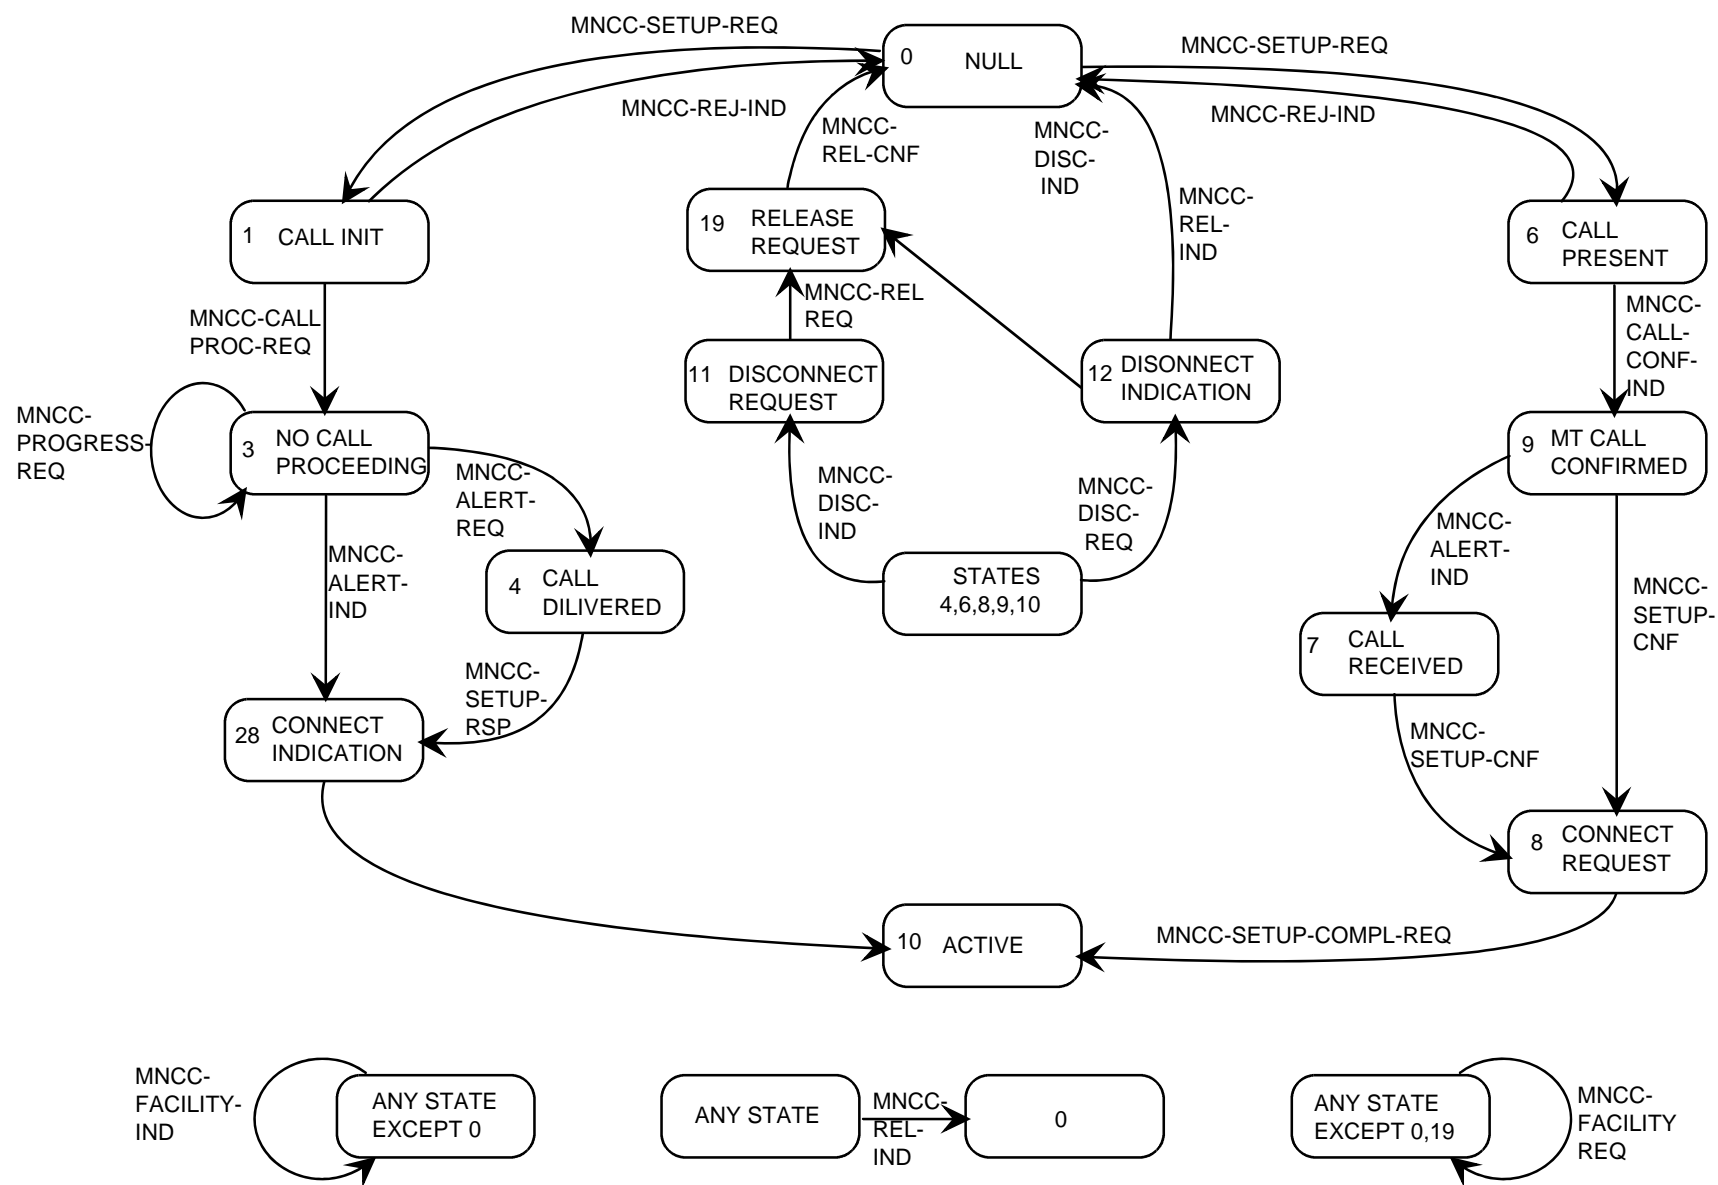 MNCC-SETUP-REQ
0 NULL
MNCC-SETUP-REQ
MNCC-REJ-IND
MNCC-REJ-IND
MNCC-
REL-CNF
MNCC-
DISC-
IND
MNCC-
REL-
IND
1 CALL INIT
19 RELEASE
REQUEST
6 CALL
PRESENT
MNCC-CALL
PROC-REQ
MNCC-REL
REQ
MNCC-
CALL-
CONF-
IND
11 DISCONNECT
REQUEST
12 DISONNECT
INDICATION
MNCC-
PROGRESS-
REQ
3 NO CALL
PROCEEDING
9 MT CALL
CONFIRMED
MNCC-
ALERT-
REQ
MNCC-
DISC-
IND
MNCC-
DISC-
REQ
MNCC-
ALERT-
IND
MNCC-
ALERT-
IND
4 CALL
DILIVERED
STATES
4,6,8,9,10
MNCC-
SETUP-
CNF
7 CALL
RECEIVED
MNCC-
SETUP-
RSP
28 CONNECT
INDICATION
MNCC-
SETUP-CNF
8 CONNECT
REQUEST
10 ACTIVE
MNCC-SETUP-COMPL-REQ
MNCC-
FACILITY-
IND
ANY STATE
EXCEPT 0
ANY STATE
MNCC-
REL-
IND
0
ANY STATE
EXCEPT 0,19
MNCC-
FACILITY
REQ